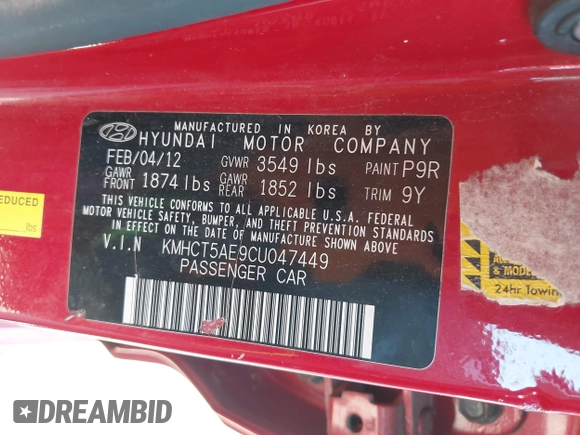 MANUFACTURED IN KOREA BY
HYUNDAI MOTOR COMPANY
FEB/04/12 GVWR 3549 lbs PAINT P9R
GAWR FRONT 1874 lbs GAWR REAR 1852 lbs TRIM 9Y
THIS VEHICLE CONFORMS TO ALL APPLICABLE U.S.A. FEDERAL
MOTOR VEHICLE SAFETY, BUMPER, AND THEFT PREVENTION STANDARDS
IN EFFECT ON THE DATE OF MANUFACTURE SHOWN ABOVE.
V.I.N KMHCT5AE9CU047449
PASSENGER CAR
REDUCED
lbs
& MODE
24hr Towin
DREAMBID